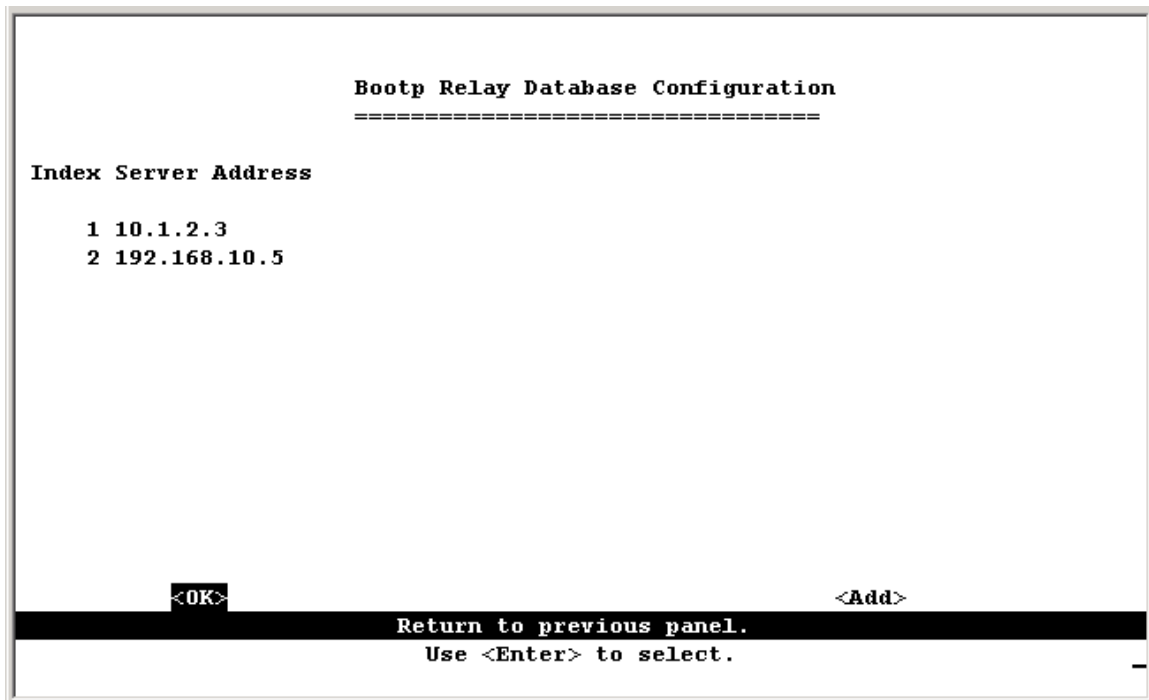 Bootp Relay Database Configuration
=================================
Index Server Address
1 10.1.2.3
2 192.168.10.5
<OK> <Add>
Return to previous panel.
Use <Enter> to select.